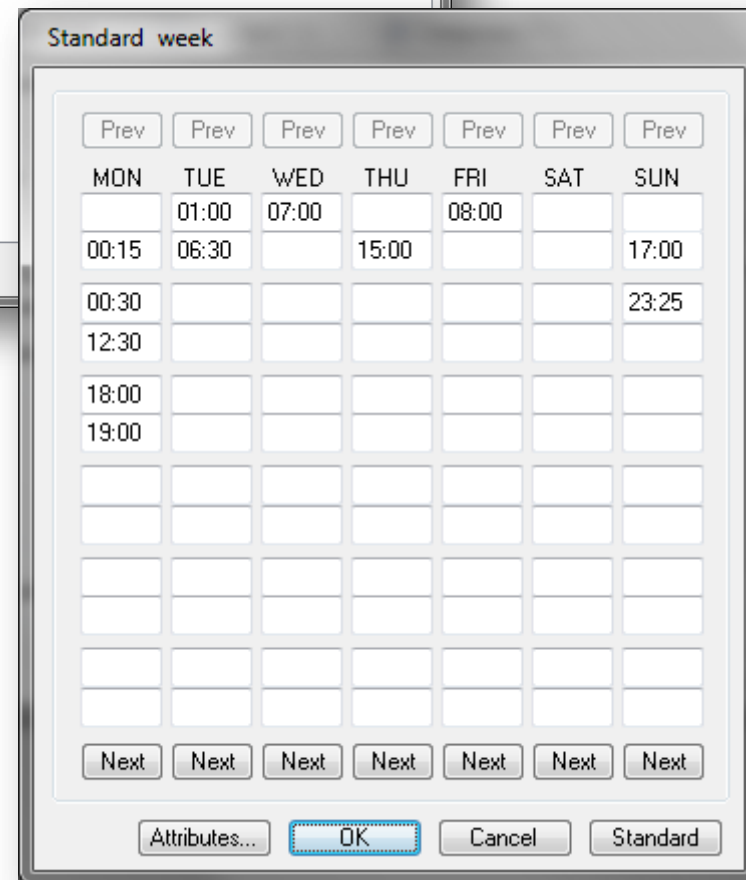 Standard week
Prev Prev Prev Prev Prev Prev Prev
MON TUE WED THU FRI SAT SUN
01:00 07:00 08:00
00:15 06:30 15:00 17:00
00:30 23:25
12:30
18:00
19:00
Next Next Next Next Next Next Next
Attributes... OK Cancel Standard